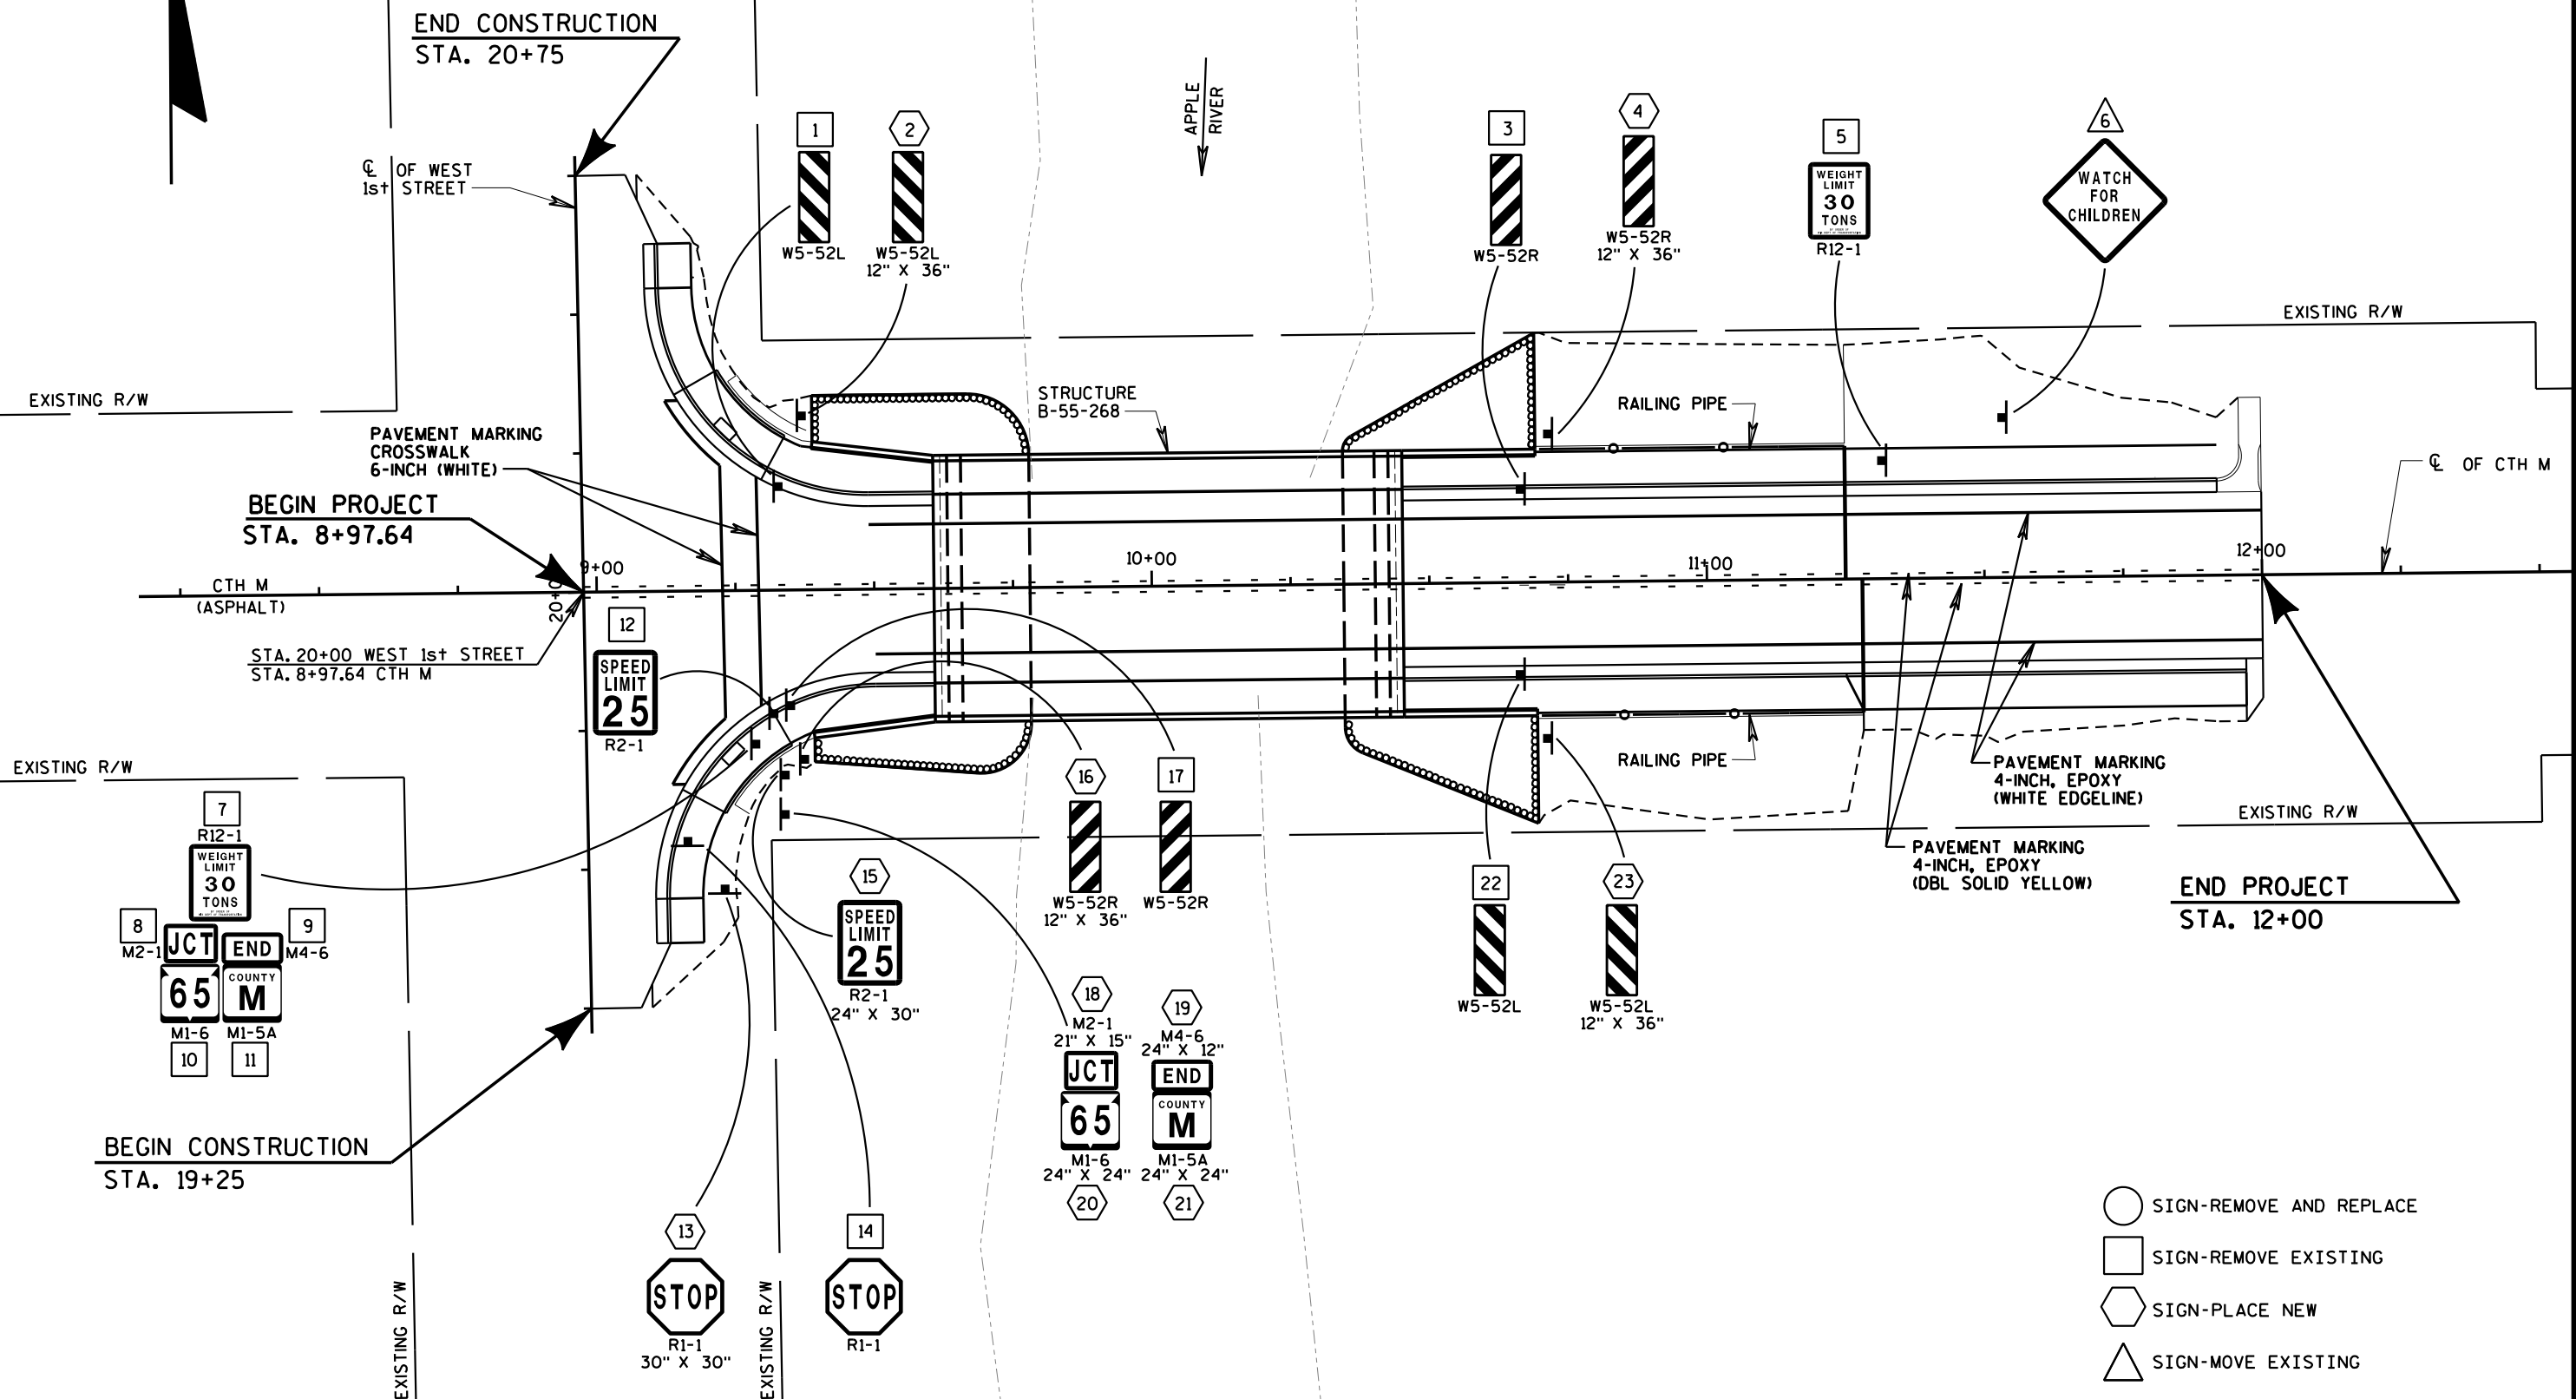 END CONSTRUCTION
STA. 20+75
℄ OF WEST
1st STREET
APPLE
RIVER
1
W5-52L
2
W5-52L
12" X 36"
3
W5-52R
4
W5-52R
12" X 36"
5
WEIGHT
LIMIT
30
TONS
R12-1
6
WATCH
FOR
CHILDREN
EXISTING R/W
EXISTING R/W
STRUCTURE
B-55-268
RAILING PIPE
PAVEMENT MARKING
CROSSWALK
6-INCH (WHITE)
℄ OF CTH M
BEGIN PROJECT
STA. 8+97.64
9+00
10+00
11+00
12+00
CTH M
(ASPHALT)
20+0
12
SPEED
LIMIT
25
R2-1
STA. 20+00 WEST 1st STREET
STA. 8+97.64 CTH M
EXISTING R/W
RAILING PIPE
PAVEMENT MARKING
4-INCH, EPOXY
(WHITE EDGELINE)
EXISTING R/W
PAVEMENT MARKING
4-INCH, EPOXY
(DBL SOLID YELLOW)
END PROJECT
STA. 12+00
7
R12-1
WEIGHT
LIMIT
30
TONS
8
M2-1
JCT
END
9
M4-6
65
COUNTY
M
M1-6
M1-5A
10
11
15
SPEED
LIMIT
25
R2-1
24" X 30"
16
W5-52R
12" X 36"
17
W5-52R
22
W5-52L
23
W5-52L
12" X 36"
18
M2-1
21" X 15"
JCT
65
M1-6
24" X 24"
20
19
M4-6
24" X 12"
END
COUNTY
M
M1-5A
24" X 24"
21
BEGIN CONSTRUCTION
STA. 19+25
13
STOP
R1-1
30" X 30"
14
STOP
R1-1
EXISTING R/W
EXISTING R/W
SIGN-REMOVE AND REPLACE
SIGN-REMOVE EXISTING
SIGN-PLACE NEW
SIGN-MOVE EXISTING